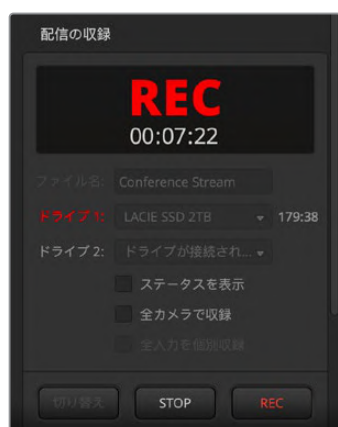 配信の収録
REC
00:07:22
ファイル名: Conference Stream
ドライブ 1: LACIE SSD 2TB 179:38
ドライブ 2: ドライブが接続され...
ステータスを表示
全カメラで収録
全入力を個別収録
切り替え STOP REC